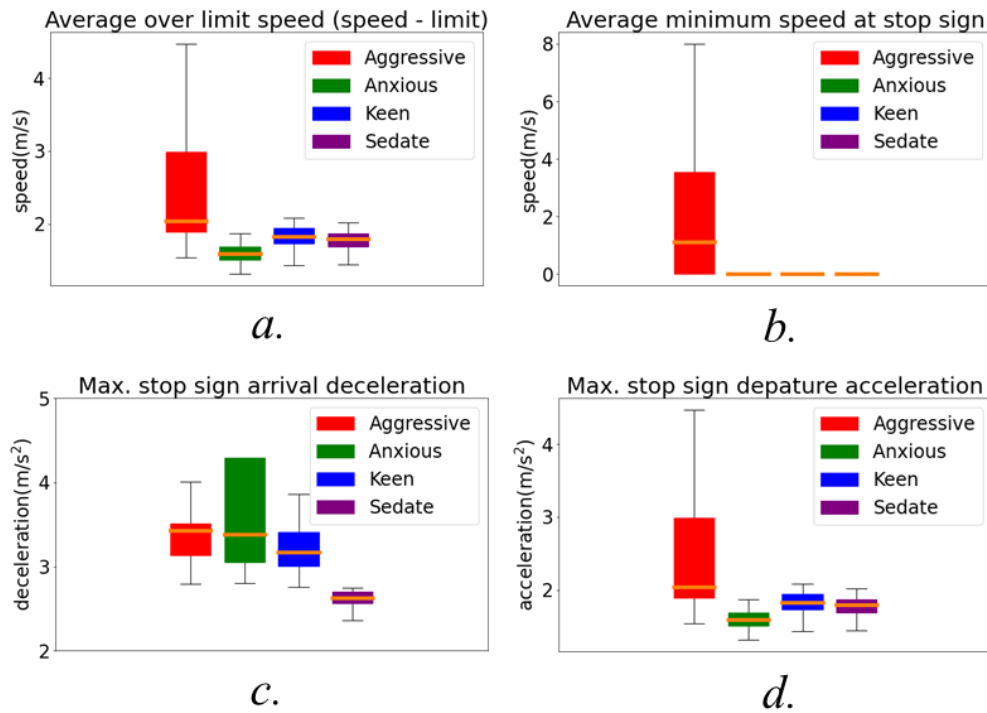 Average over limit speed (speed - limit)
speed(m/s)
4
3
2
Aggressive
Anxious
Keen
Sedate
a.
Average minimum speed at stop sign
speed(m/s)
8
6
4
2
0
Aggressive
Anxious
Keen
Sedate
b.
Max. stop sign arrival deceleration
deceleration(m/s²)
5
4
3
2
Aggressive
Anxious
Keen
Sedate
c.
Max. stop sign depature acceleration
acceleration(m/s²)
4
3
2
Aggressive
Anxious
Keen
Sedate
d.